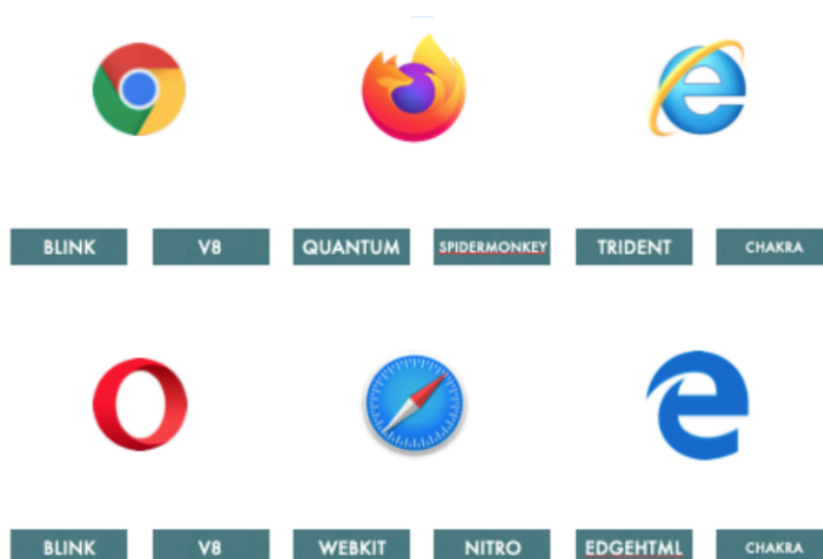 BLINK V8 QUANTUM SPIDERMONKEY TRIDENT CHAKRA
BLINK V8 WEBKIT NITRO EDGEHTML CHAKRA